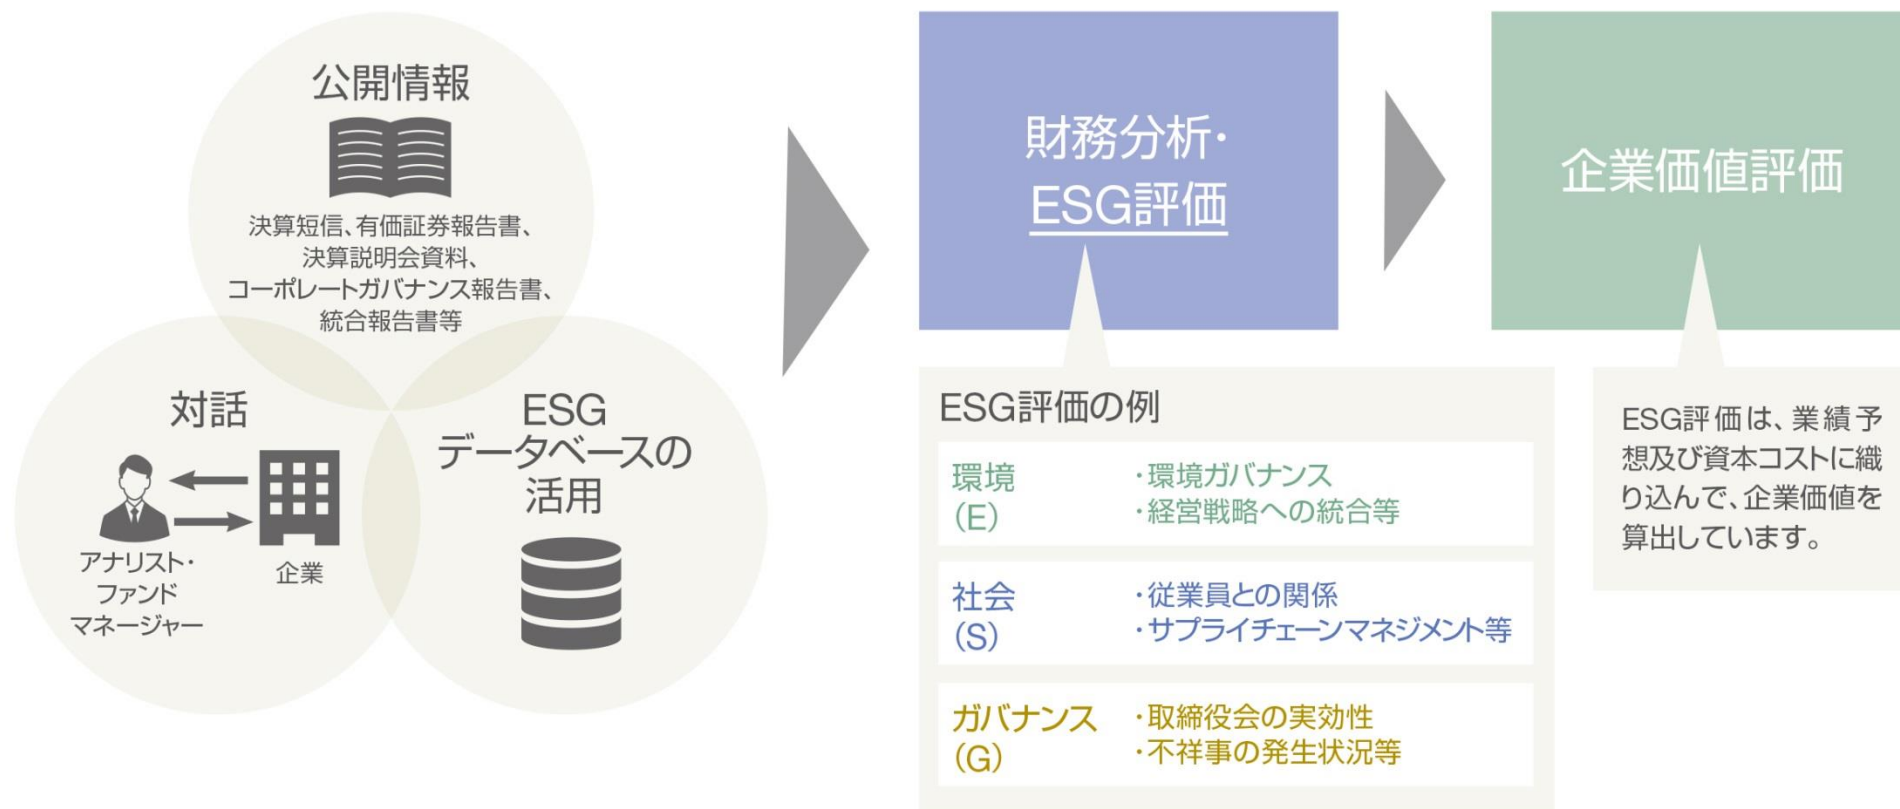 公開情報
決算短信、有価証券報告書、
決算説明会資料、
コーポレートガバナンス報告書、
統合報告書等
対話
アナリスト・
ファンド
マネージャー
企業
ESG
データベースの
活用
財務分析・
ESG評価
企業価値評価
ESG評価の例
環境
(E)
・環境ガバナンス
・経営戦略への統合等
社会
(S)
・従業員との関係
・サプライチェーンマネジメント等
ガバナンス
(G)
・取締役会の実効性
・不祥事の発生状況等
ESG評価は、業績予
想及び資本コストに織
り込んで、企業価値を
算出しています。